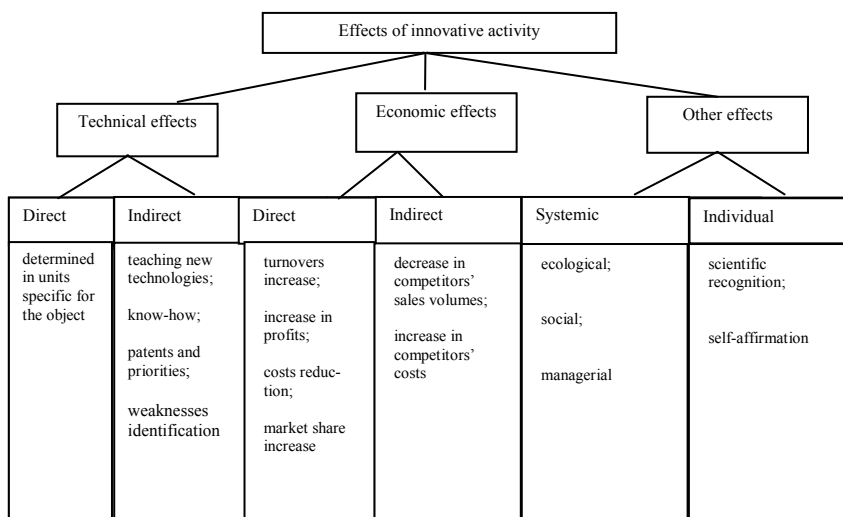 Effects of innovative activity
Technical effects
Economic effects
Other effects
Direct
Indirect
Direct
Indirect
Systemic
Individual
determined
in units
specific for
the object
teaching new
technologies;
know-how;
patents and
priorities;
weaknesses
identification
turnovers
increase;
increase in
profits;
costs reduc-
tion;
market share
increase
decrease in
competitors’
sales volumes;
increase in
competitors’
costs
ecological;
social;
managerial
scientific
recognition;
self-affirmation